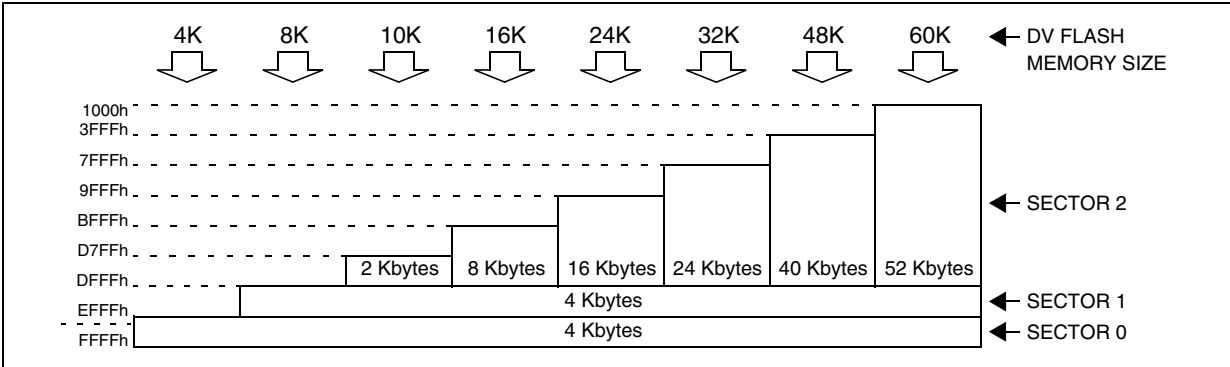 4K 8K 10K 16K 24K 32K 48K 60K DV FLASH
MEMORY SIZE
1000h
3FFFh
7FFFh
9FFFh
SECTOR 2
BFFFh
D7FFh
2 Kbytes 8 Kbytes 16 Kbytes 24 Kbytes 40 Kbytes 52 Kbytes
DFFFh
4 Kbytes SECTOR 1
EFFFh
4 Kbytes SECTOR 0
FFFFh